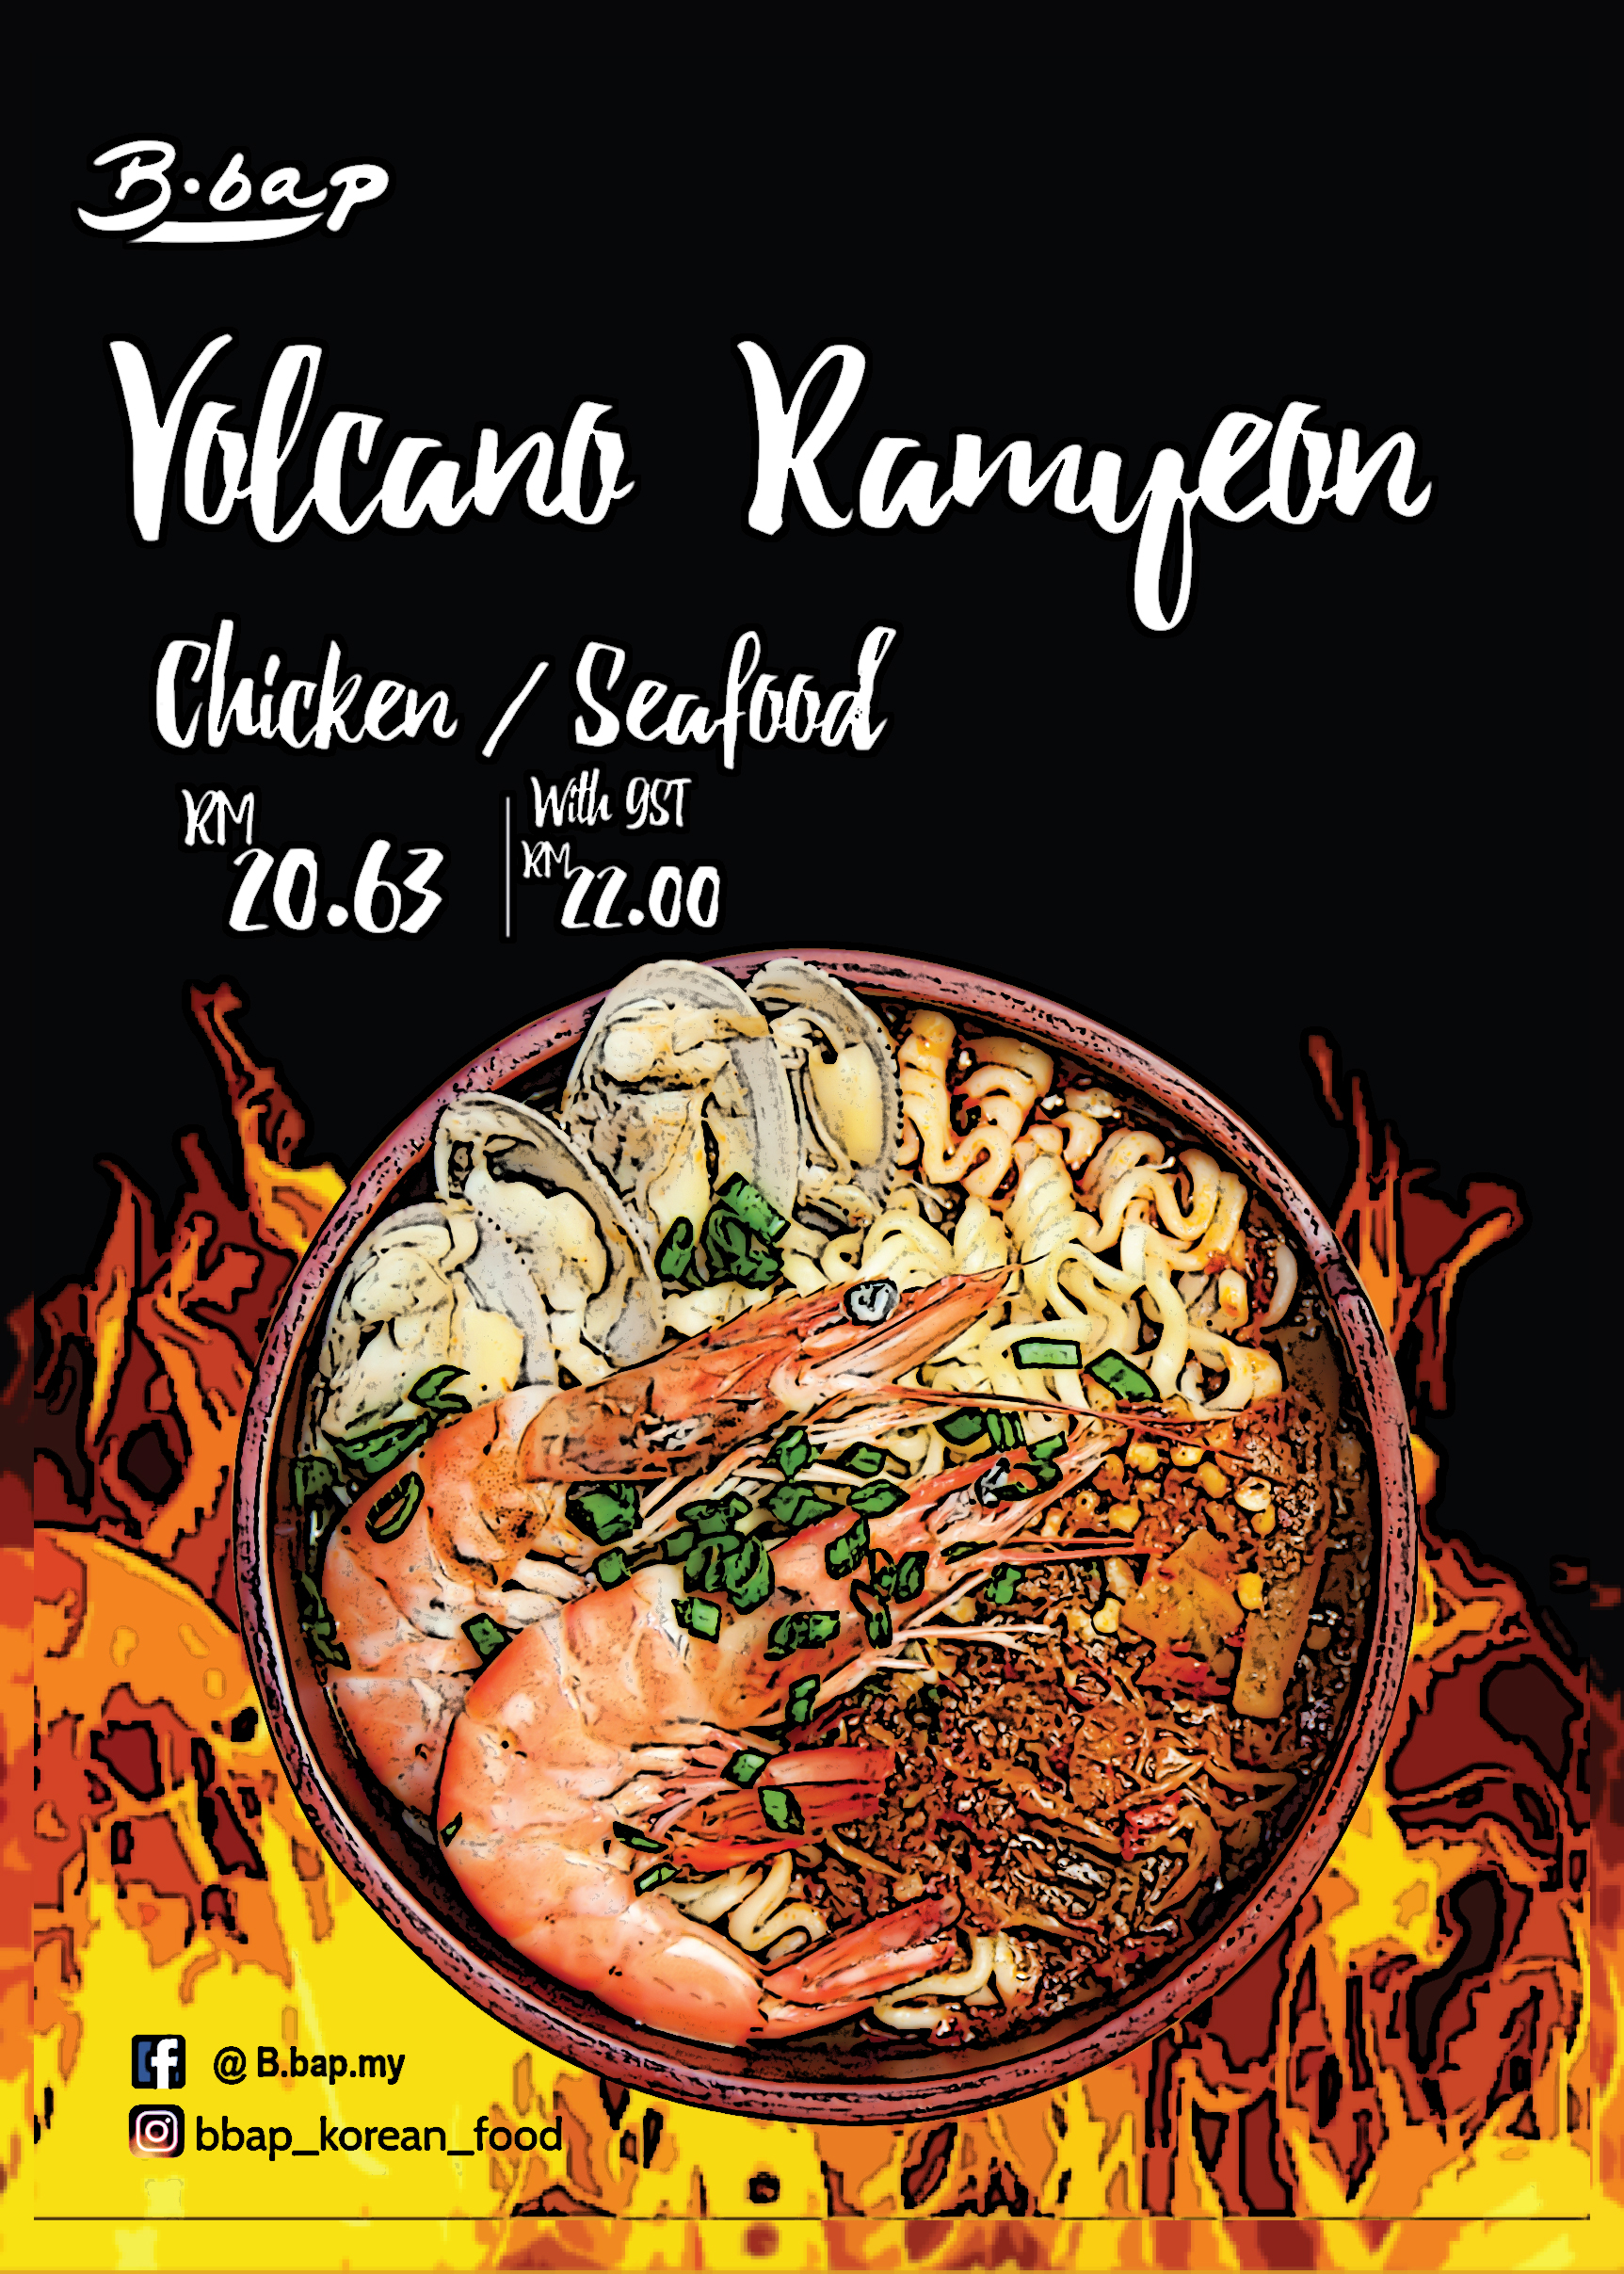 B.bap
Volcano Ramyeon
Chicken / Seafood
RM 20.63
With gST
RM 22.00
@ B.bap.my
bbap_korean_food